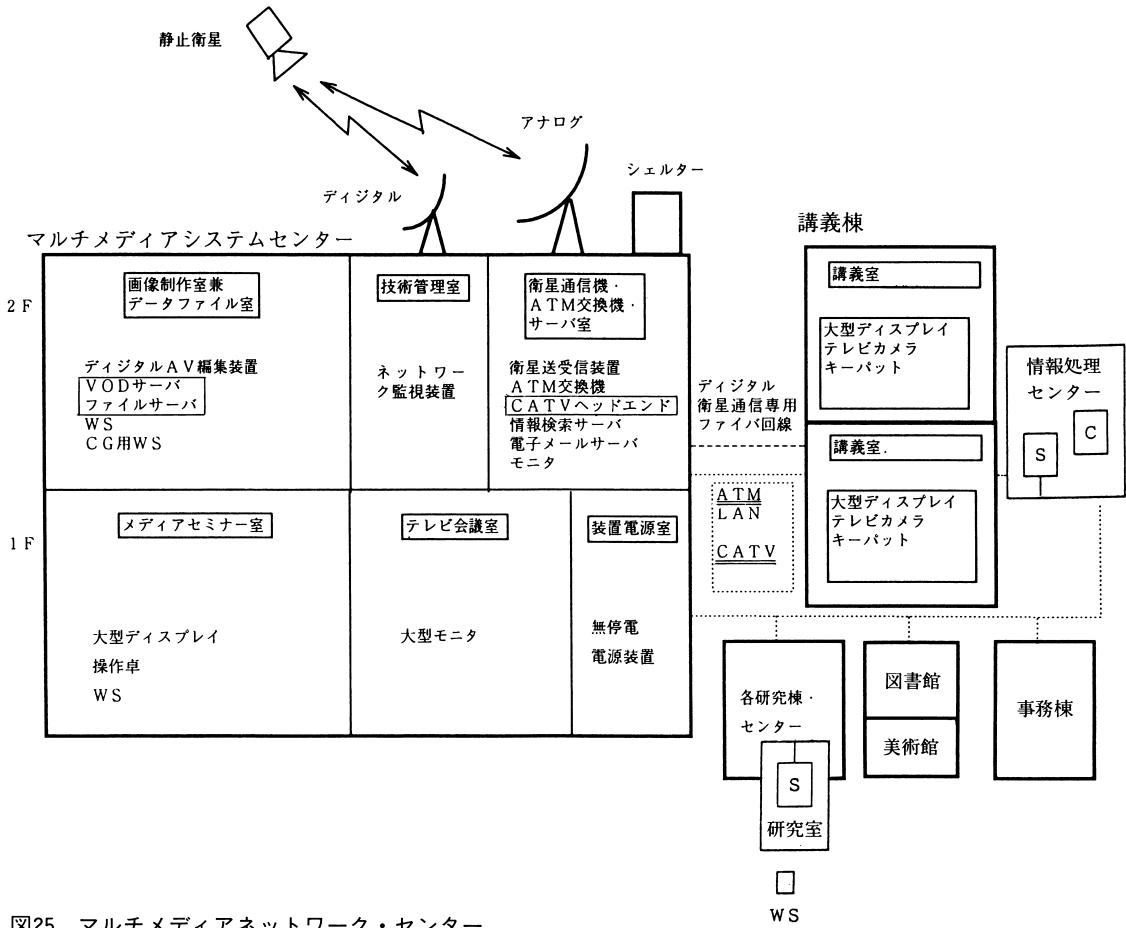 静止衛星
アナログ
シェルター
ディジタル
マルチメディアシステムセンター
講義棟
2F
画像制作室兼
データファイル室
ディジタルAV編集装置
VODサーバ
ファイルサーバ
WS
CG用WS
技術管理室
ネットワー
ク監視装置
衛星通信機・
ATM交換機・
サーバ室
衛星送受信装置
ATM交換機
CATVヘッドエンド
情報検索サーバ
電子メールサーバ
モニタ
ディジタル
衛星通信専用
ファイバ回線
講義室
大型ディスプレイ
テレビカメラ
キーパット
情報処理
センター
S
C
1F
メディアセミナー室
大型ディスプレイ
操作卓
WS
テレビ会議室
大型モニタ
装置電源室
無停電
電源装置
ATM
LAN
CATV
講義室.
大型ディスプレイ
テレビカメラ
キーパット
各研究棟・
センター
S
研究室
WS
図書館
美術館
事務棟
図25 マルチメディアネットワーク・センター